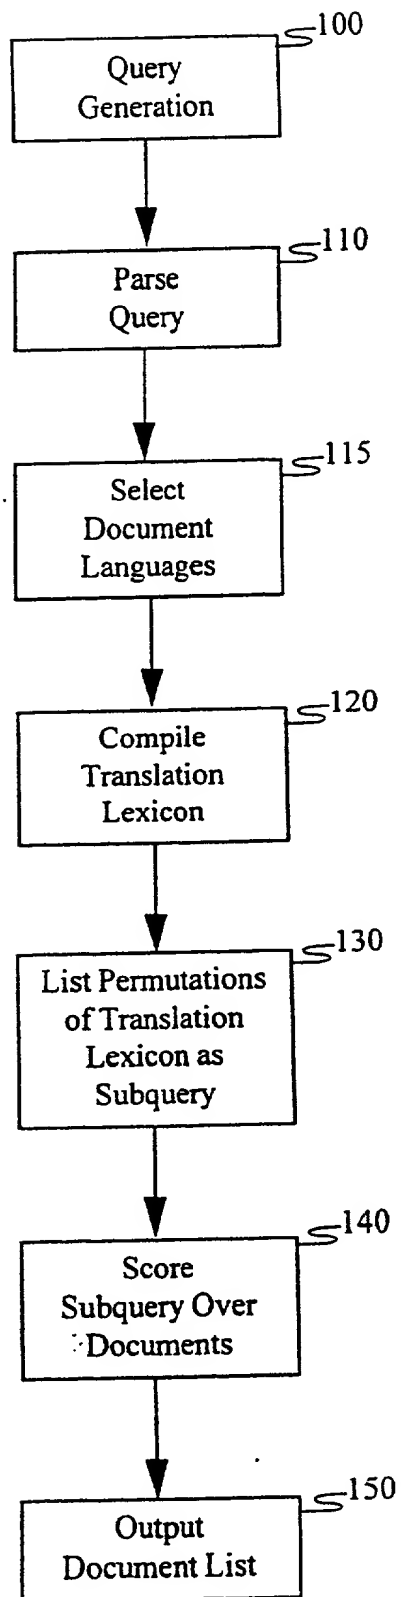 100
Query
Generation
110
Parse
Query
115
Select
Document
Languages
120
Compile
Translation
Lexicon
130
List Permutations
of Translation
Lexicon as
Subquery
140
Score
Subquery Over
Documents
150
Output
Document List